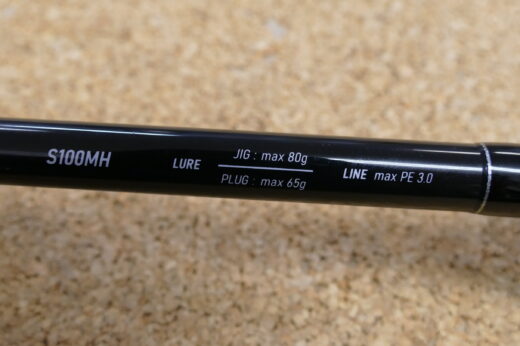 S100MH LURE JIG : max 80g LINE max PE 3.0
PLUG : max 65g